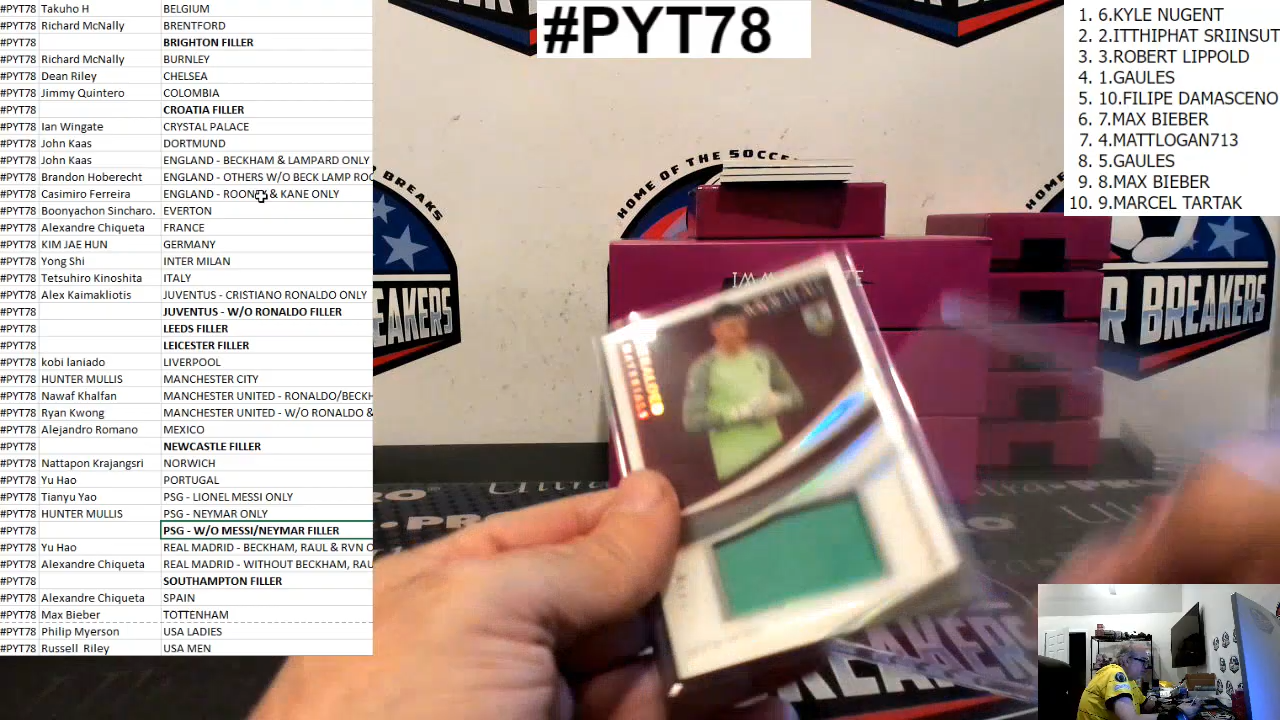 #PYT78 Takuho H BELGIUM
#PYT78 Richard McNally BRENTFORD
#PYT78 BRIGHTON FILLER
#PYT78 Richard McNally BURNLEY
#PYT78 Dean Riley CHELSEA
#PYT78 Jimmy Quintero COLOMBIA
#PYT78 CROATIA FILLER
#PYT78 Ian Wingate CRYSTAL PALACE
#PYT78 John Kaas DORTMUND
#PYT78 John Kaas ENGLAND - BECKHAM & LAMPARD ONLY
#PYT78 Brandon Hoberecht ENGLAND - OTHERS W/O BECK LAMP ROO
#PYT78 Casimiro Ferreira ENGLAND - ROONEY & KANE ONLY
#PYT78 Boonyachon Sincharo. EVERTON
#PYT78 Alexandre Chiqueta FRANCE
#PYT78 KIM JAE HUN GERMANY
#PYT78 Yong Shi INTER MILAN
#PYT78 Tetsuhiro Kinoshita ITALY
#PYT78 Alex Kaimakliotis JUVENTUS - CRISTIANO RONALDO ONLY
#PYT78 JUVENTUS - W/O RONALDO FILLER
#PYT78 LEEDS FILLER
#PYT78 LEICESTER FILLER
#PYT78 kobi laniado LIVERPOOL
#PYT78 HUNTER MULLIS MANCHESTER CITY
#PYT78 Nawaf Khalfan MANCHESTER UNITED - RONALDO/BECKH
#PYT78 Ryan Kwong MANCHESTER UNITED - W/O RONALDO &
#PYT78 Alejandro Romano MEXICO
#PYT78 NEWCASTLE FILLER
#PYT78 Nattapon Krajangsri NORWICH
#PYT78 Yu Hao PORTUGAL
#PYT78 Tianyu Yao PSG - LIONEL MESSI ONLY
#PYT78 HUNTER MULLIS PSG - NEYMAR ONLY
#PYT78 PSG - W/O MESSI/NEYMAR FILLER
#PYT78 Yu Hao REAL MADRID - BECKHAM, RAUL & RVN O
#PYT78 Alexandre Chiqueta REAL MADRID - WITHOUT BECKHAM, RAU
#PYT78 SOUTHAMPTON FILLER
#PYT78 Alexandre Chiqueta SPAIN
#PYT78 Max Bieber TOTTENHAM
#PYT78 Philip Myerson USA LADIES
#PYT78 Russell Riley USA MEN
#PYT78
1. 6.KYLE NUGENT
2. 2.ITTHIPHAT SRIINSUT
3. 3.ROBERT LIPPOLD
4. 1.GAULES
5. 10.FILIPE DAMASCENO
6. 7.MAX BIEBER
7. 4.MATTLOGAN713
8. 5.GAULES
9. 8.MAX BIEBER
10. 9.MARCEL TARTAK
HOME OF THE SOCCER
BREAKS
BREAKERS
HOME OF
R BREAKERS
MATERIALS